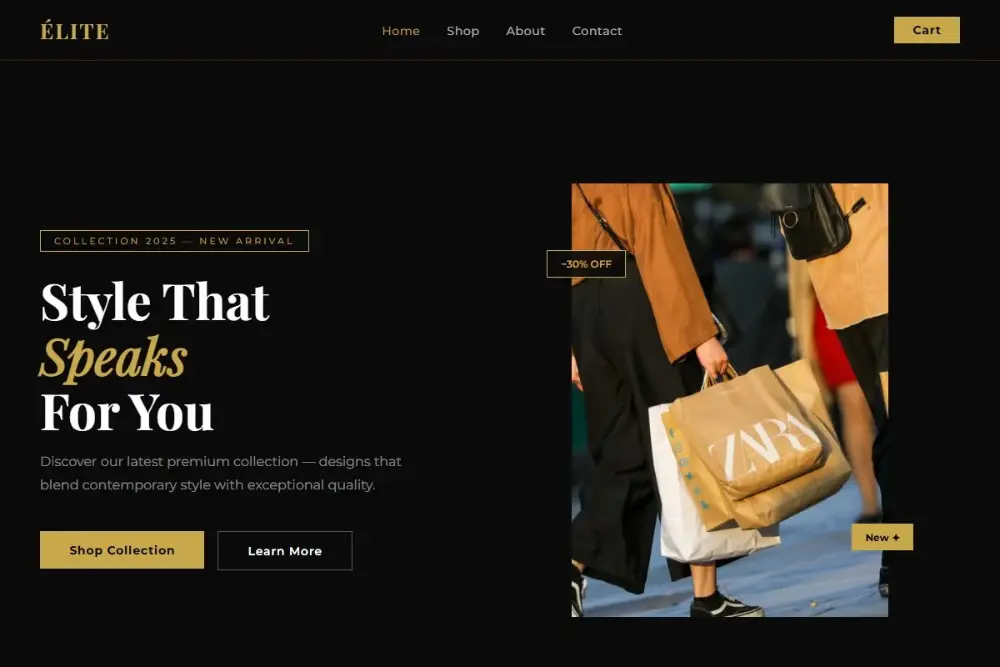 ÉLITE
Home
Shop
About
Contact
Cart
COLLECTION 2025 — NEW ARRIVAL
Style That
Speaks
For You
Discover our latest premium collection — designs that
blend contemporary style with exceptional quality.
Shop Collection
Learn More
-30% OFF
ZARA
New ✦